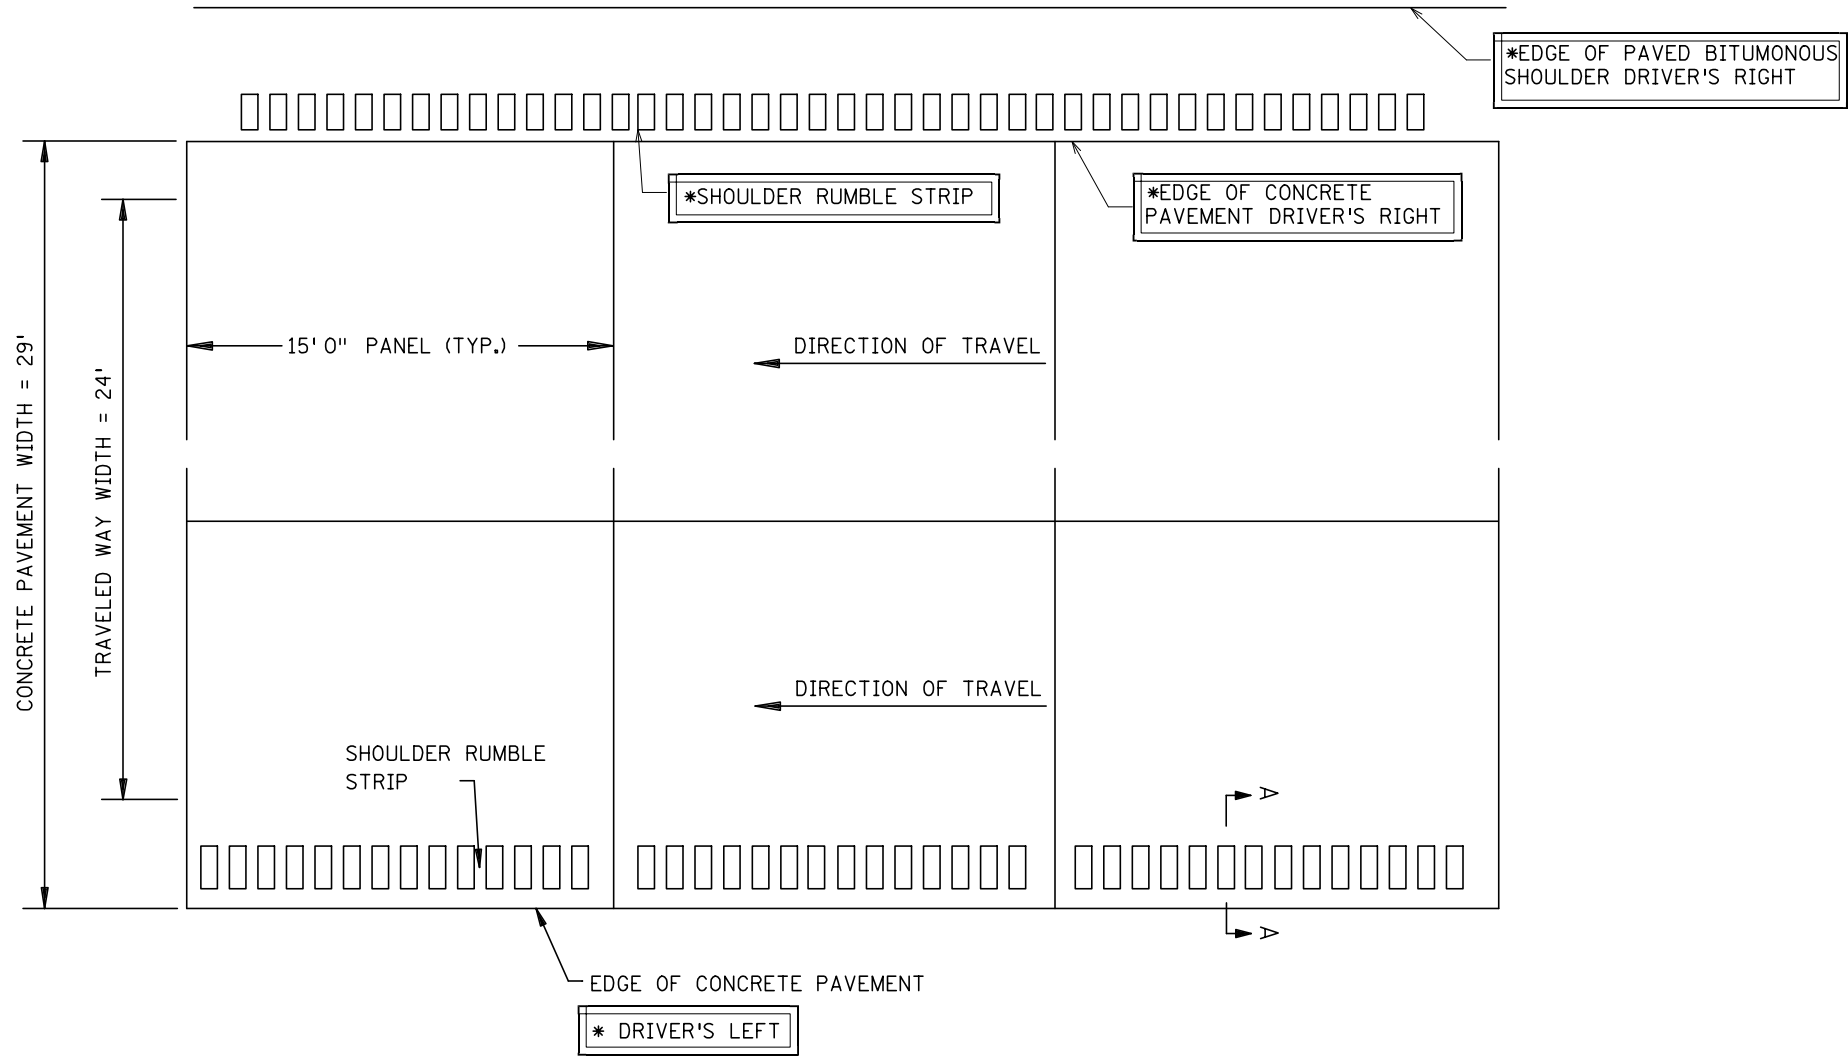 *EDGE OF PAVED BITUMONOUS
SHOULDER DRIVER'S RIGHT
*SHOULDER RUMBLE STRIP
*EDGE OF CONCRETE
PAVEMENT DRIVER'S RIGHT
CONCRETE PAVEMENT WIDTH = 29'
TRAVELED WAY WIDTH = 24'
15'0" PANEL (TYP.)
DIRECTION OF TRAVEL
DIRECTION OF TRAVEL
SHOULDER RUMBLE
STRIP
A
A
EDGE OF CONCRETE PAVEMENT
* DRIVER'S LEFT